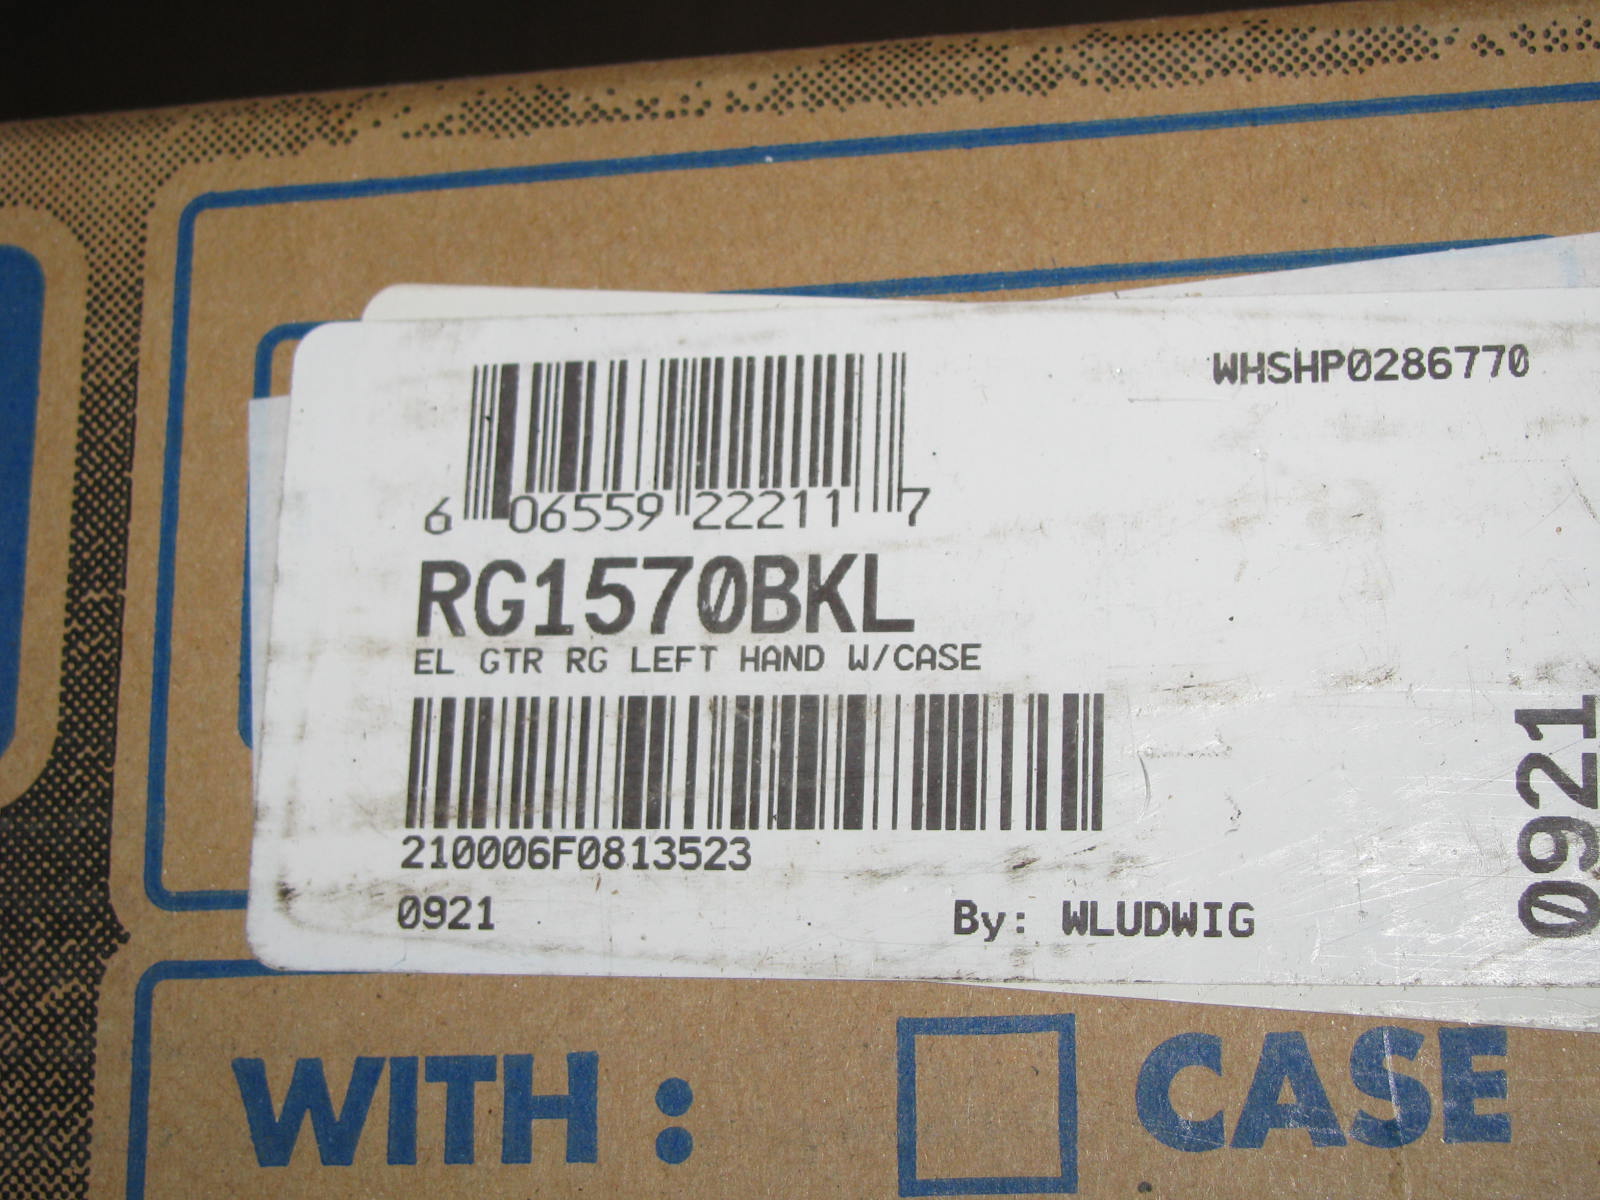 WHSHP0286770
6 06559 22211 7
RG1570BKL
EL GTR RG LEFT HAND W/CASE
210006F0813523
0921
By: WLUDWIG
0921
WITH : CASE